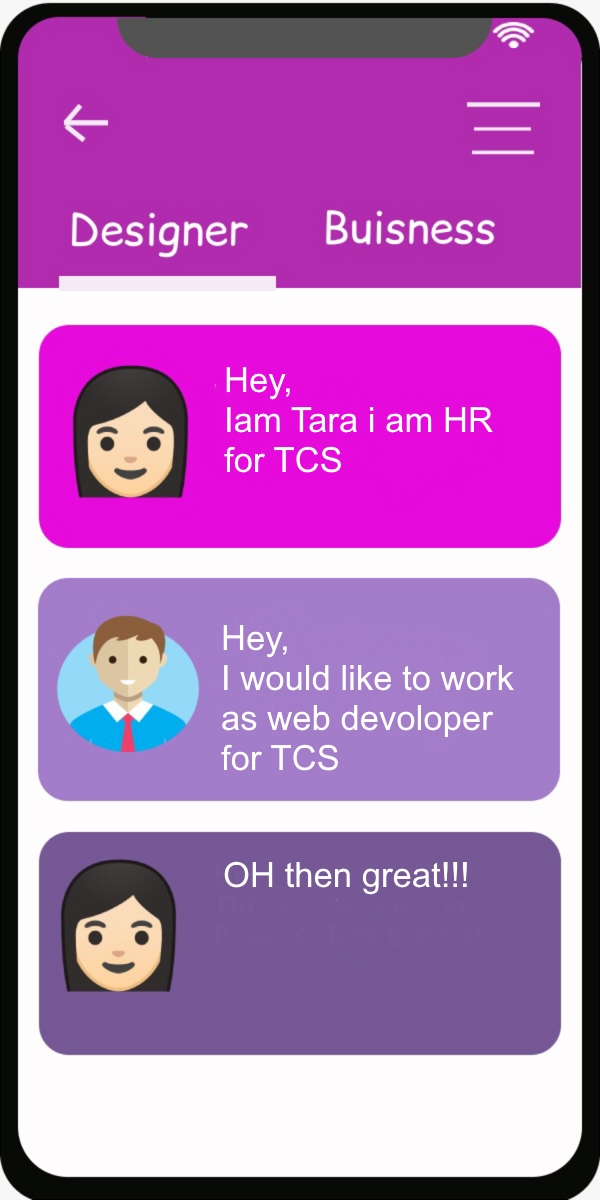 Designer Buisness
Hey,
Iam Tara i am HR
for TCS
Hey,
I would like to work
as web devoloper
for TCS
OH then great!!!